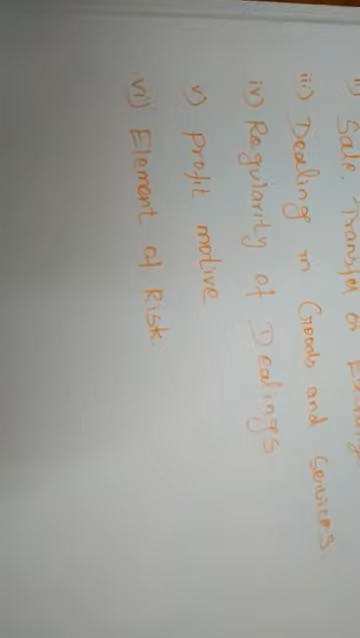 ii) Sale, Transfer or
iii) Dealing in Goods and Services.
iv) Regularity of Dealings
v) Profit motive
vi) Element of Risk.